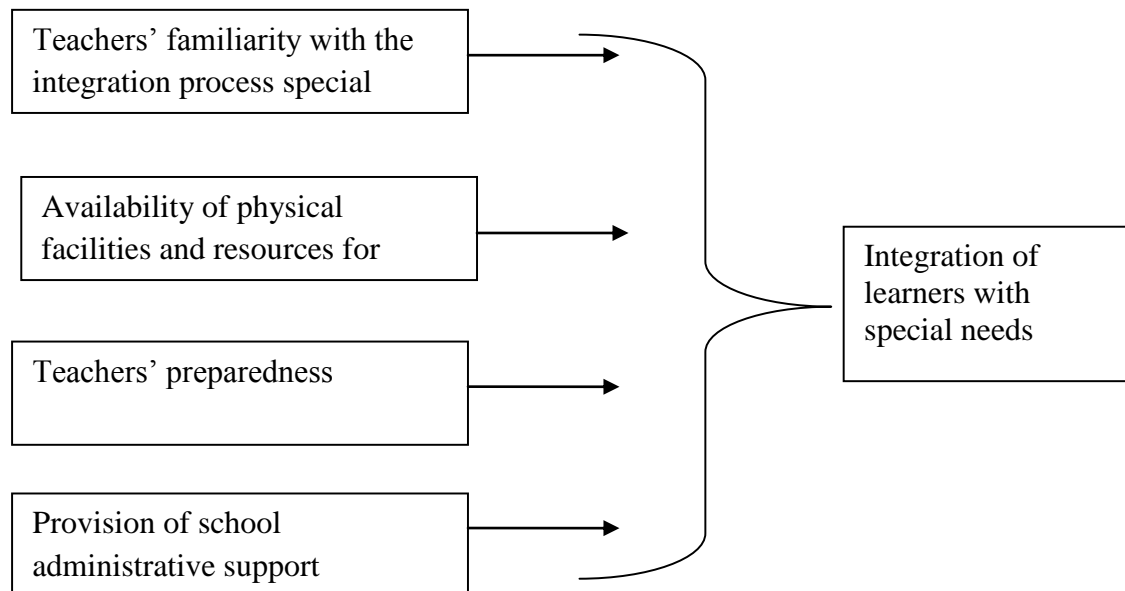 Teachers’ familiarity with the
integration process special
Availability of physical
facilities and resources for
Teachers’ preparedness
Provision of school
administrative support
Integration of
learners with
special needs